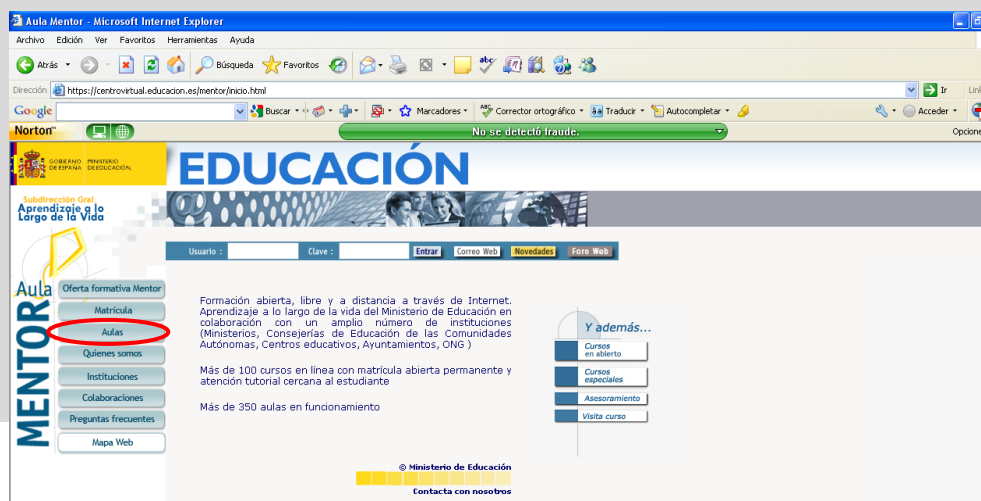 Aula Mentor - Microsoft Internet Explorer
Archivo Edición Ver Favoritos Herramientas Ayuda
Atrás Búsqueda Favoritos
Dirección https://centrovirtual.educacion.es/mentor/inicio.html Ir
Google Buscar Marcadores Corrector ortográfico Traducir Autocompletar Acceder
Norton No se detectó fraude.
GOBIERNO DE ESPAÑA MINISTERIO DE EDUCACIÓN.
EDUCACIÓN
Subdirección Gral.
Aprendizaje a lo
Largo de la Vida
Usuario : Clave : Entrar Correo Web Novedades Foro Web
Aula
MENTOR
Oferta formativa Mentor
Matrícula
Aulas
Quienes somos
Instituciones
Colaboraciones
Preguntas frecuentes
Mapa Web
Formación abierta, libre y a distancia a través de Internet.
Aprendizaje a lo largo de la vida del Ministerio de Educación en
colaboración con un amplio número de instituciones
(Ministerios, Consejerías de Educación de las Comunidades
Autónomas, Centros educativos, Ayuntamientos, ONG )
Más de 100 cursos en línea con matrícula abierta permanente y
atención tutorial cercana al estudiante
Más de 350 aulas en funcionamiento
Y además...
Cursos
en abierto
Cursos
especiales
Asesoramiento
Visita curso
© Ministerio de Educación
Contacta con nosotros